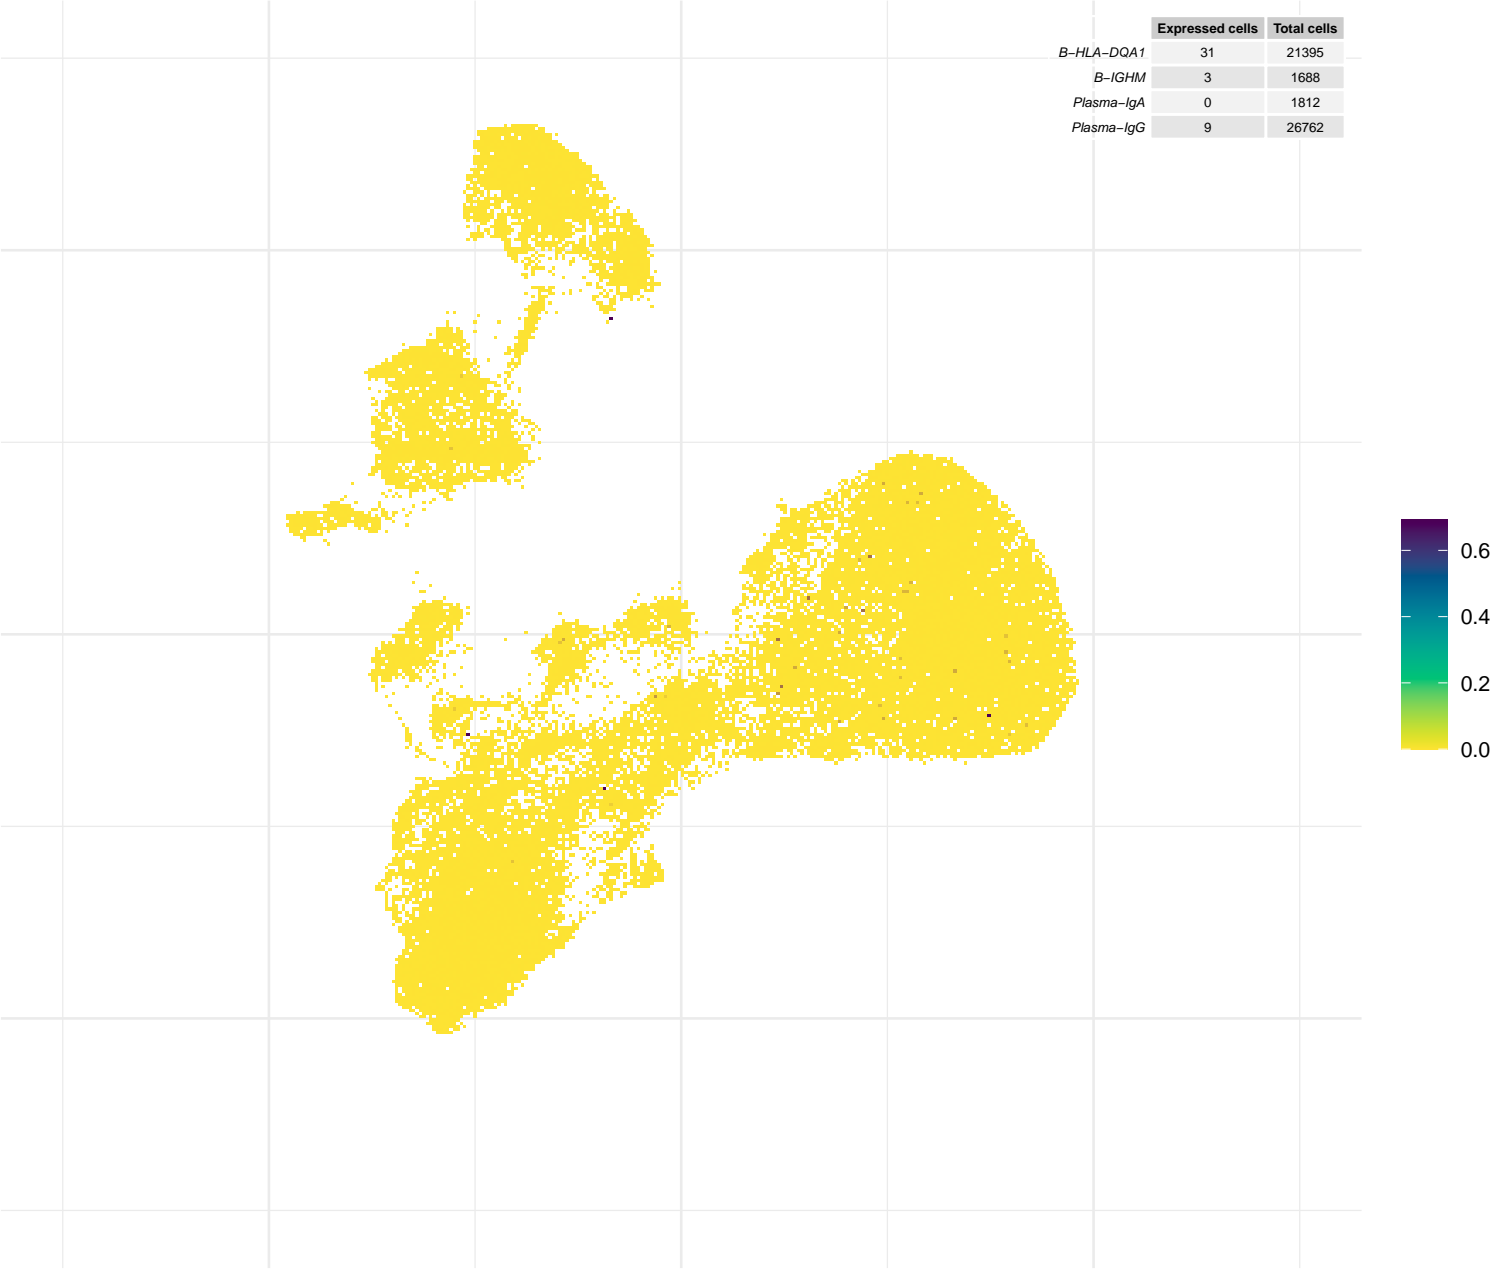 Expressed cells Total cells
B−HLA−DQA1 31 21395
B−IGHM 3 1688
Plasma−IgA 0 1812
Plasma−IgG 9 26762
0.6
0.4
0.2
0.0